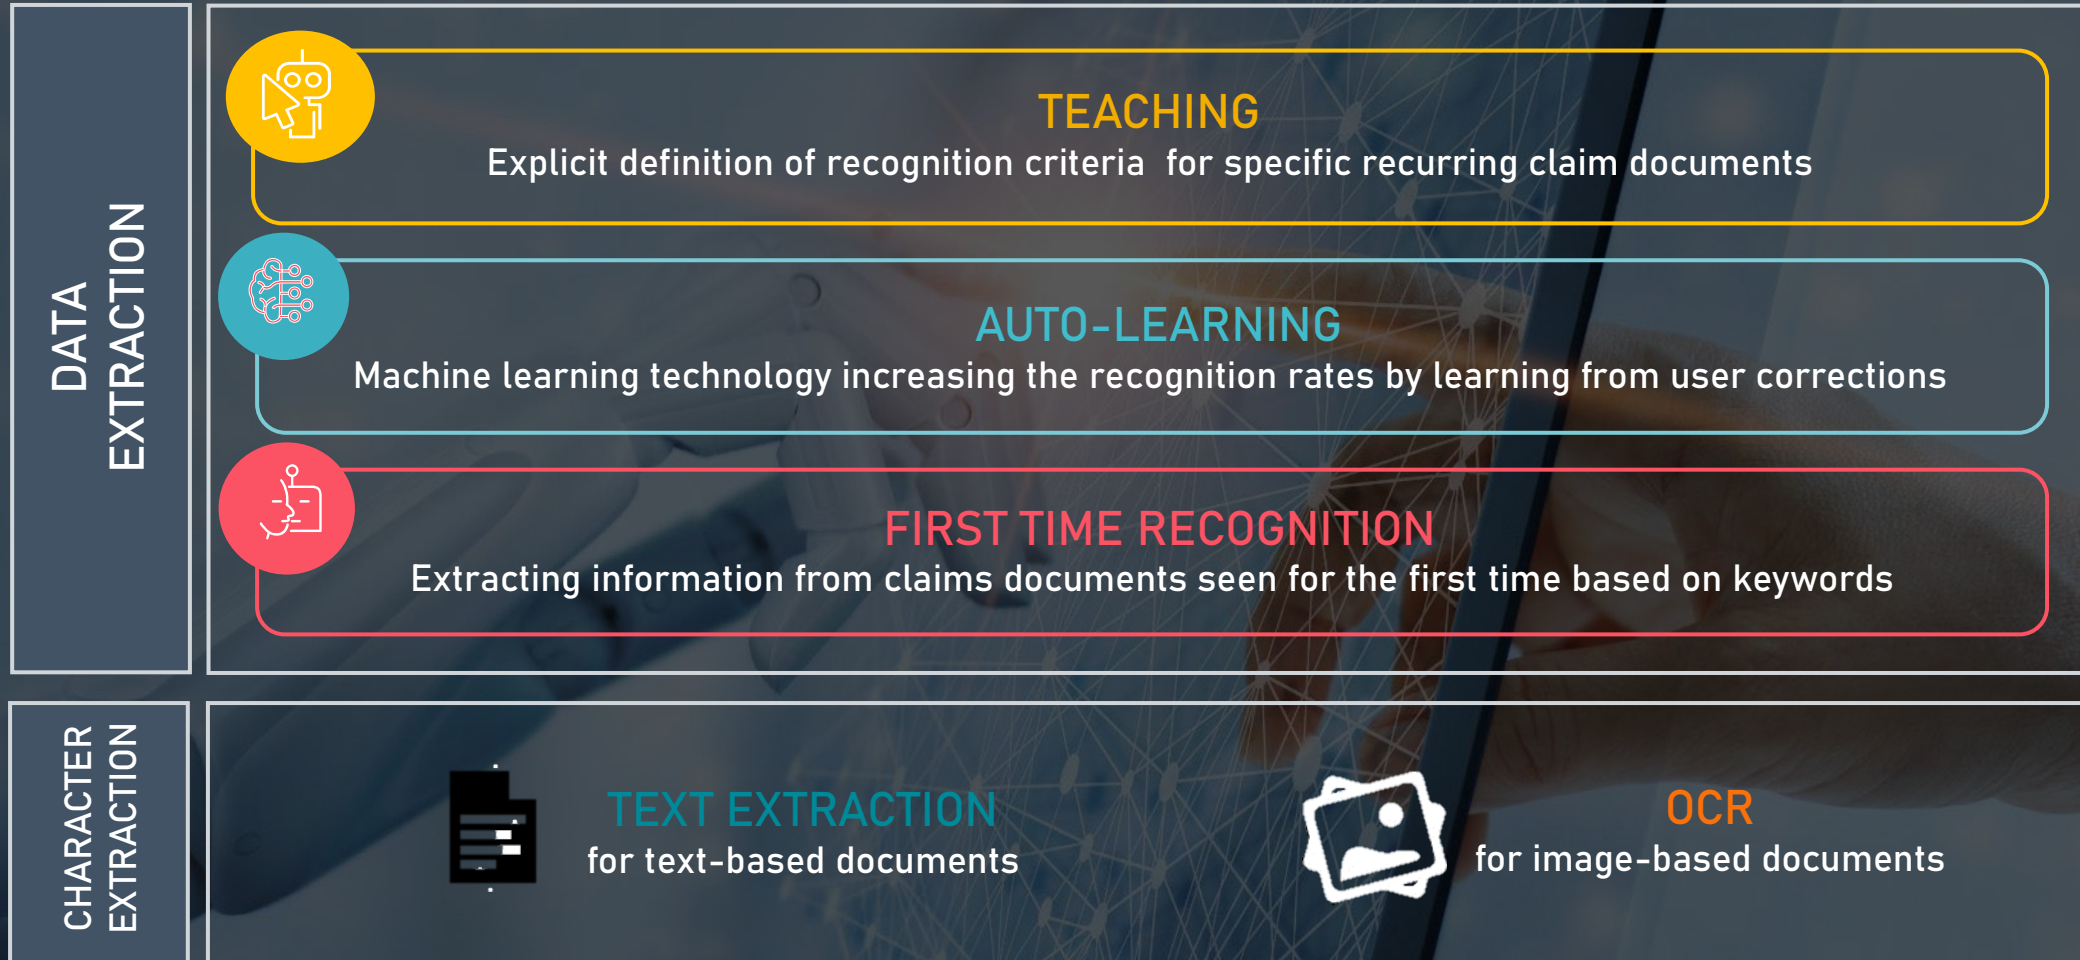 DATA
EXTRACTION
TEACHING
Explicit definition of recognition criteria  for specific recurring claim documents
AUTO-LEARNING
Machine learning technology increasing the recognition rates by learning from user corrections
FIRST TIME RECOGNITION
Extracting information from claims documents seen for the first time based on keywords
CHARACTER
EXTRACTION
TEXT EXTRACTION
for text-based documents
OCR
for image-based documents